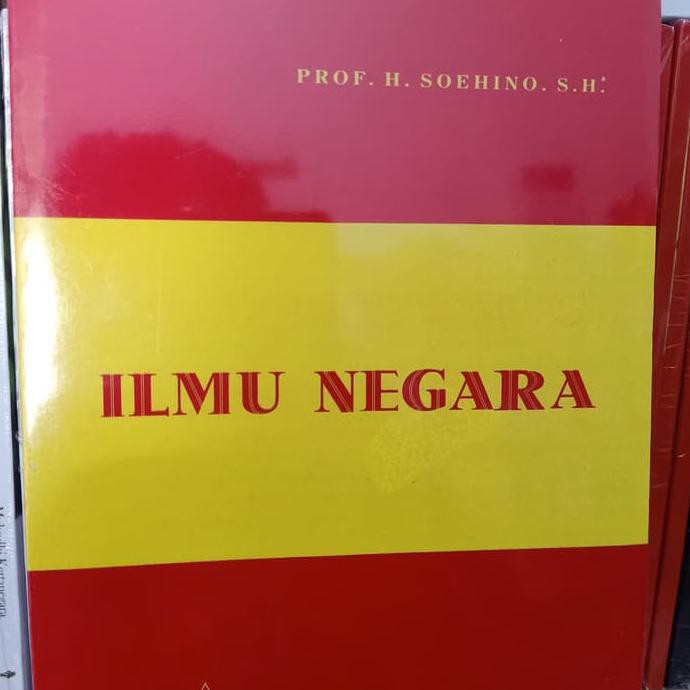 PROF. H. SOEHINO. S.H.
ILMU NEGARA